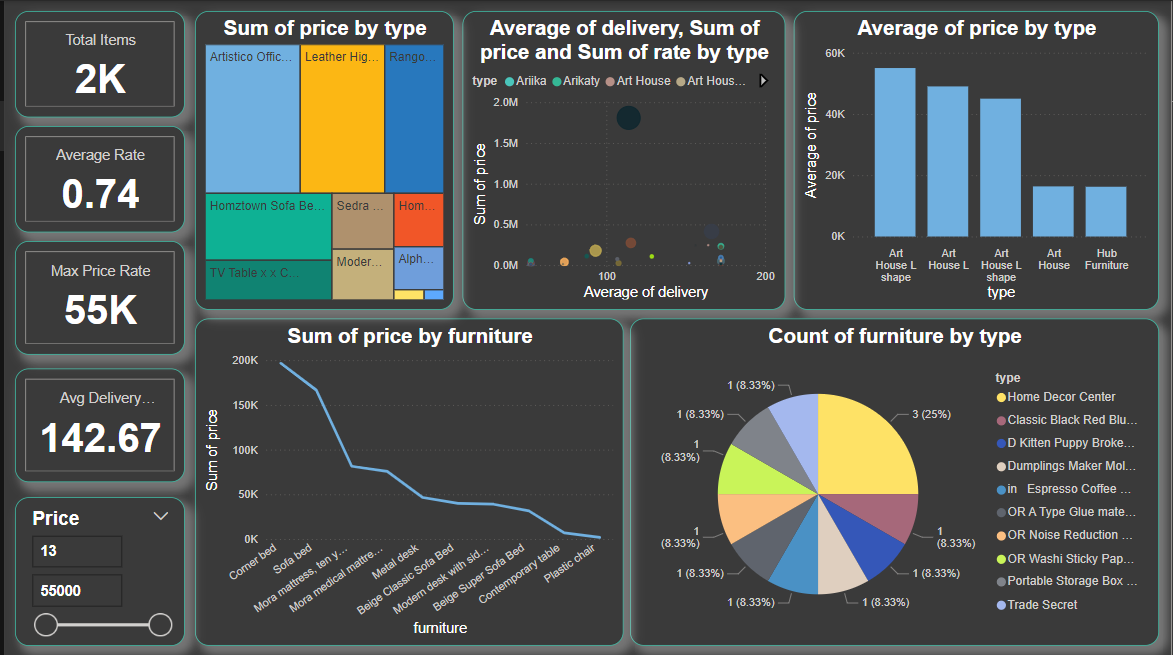 Total Items
2K
Average Rate
0.74
Max Price Rate
55K
Avg Delivery...
142.67
Price
13
55000
Sum of price by type
Artistico Offic...
Leather Hig...
Rango...
Homztown Sofa Be...
Sedra ...
Hom...
TV Table x x C...
Moder...
Alph...
Average of delivery, Sum of
price and Sum of rate by type
type
Ariika
Arikaty
Art House
Art Hous...
2.0M
1.5M
1.0M
0.5M
0.0M
Sum of price
100
200
Average of delivery
Average of price by type
60K
40K
20K
0K
Average of price
Art
House L
shape
Art
House L
Art
House L
shape
Art
House
Hub
Furniture
type
Sum of price by furniture
200K
150K
100K
50K
0K
Sum of price
Corner bed
Sofa bed
Mora mattress, ten y...
Mora medical mattre...
Metal desk
Beige Classic Sofa Bed
Modern desk with sid...
Beige Super Sofa Bed
Contemporary table
Plastic chair
furniture
Count of furniture by type
1 (8.33%)
1 (8.33%)
1
(8.33%)
1
(8.33%)
1 (8.33%)
1 (8.33%)
1 (8.33%)
1 (8.33%)
1
(8.33%)
3 (25%)
type
Home Decor Center
Classic Black Red Blu...
D Kitten Puppy Broke...
Dumplings Maker Mol...
in Espresso Coffee ...
OR A Type Glue mate...
OR Noise Reduction ...
OR Washi Sticky Pap...
Portable Storage Box ...
Trade Secret